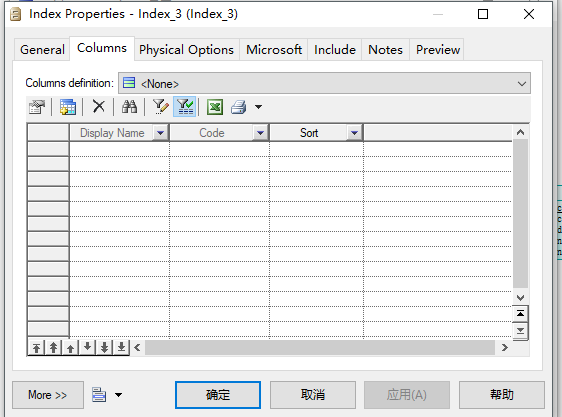 Index Properties - Index_3 (Index_3)
General Columns Physical Options Microsoft Include Notes Preview
Columns definition: <None>
Display Name Code Sort
More >> 确定 取消 应用(A) 帮助